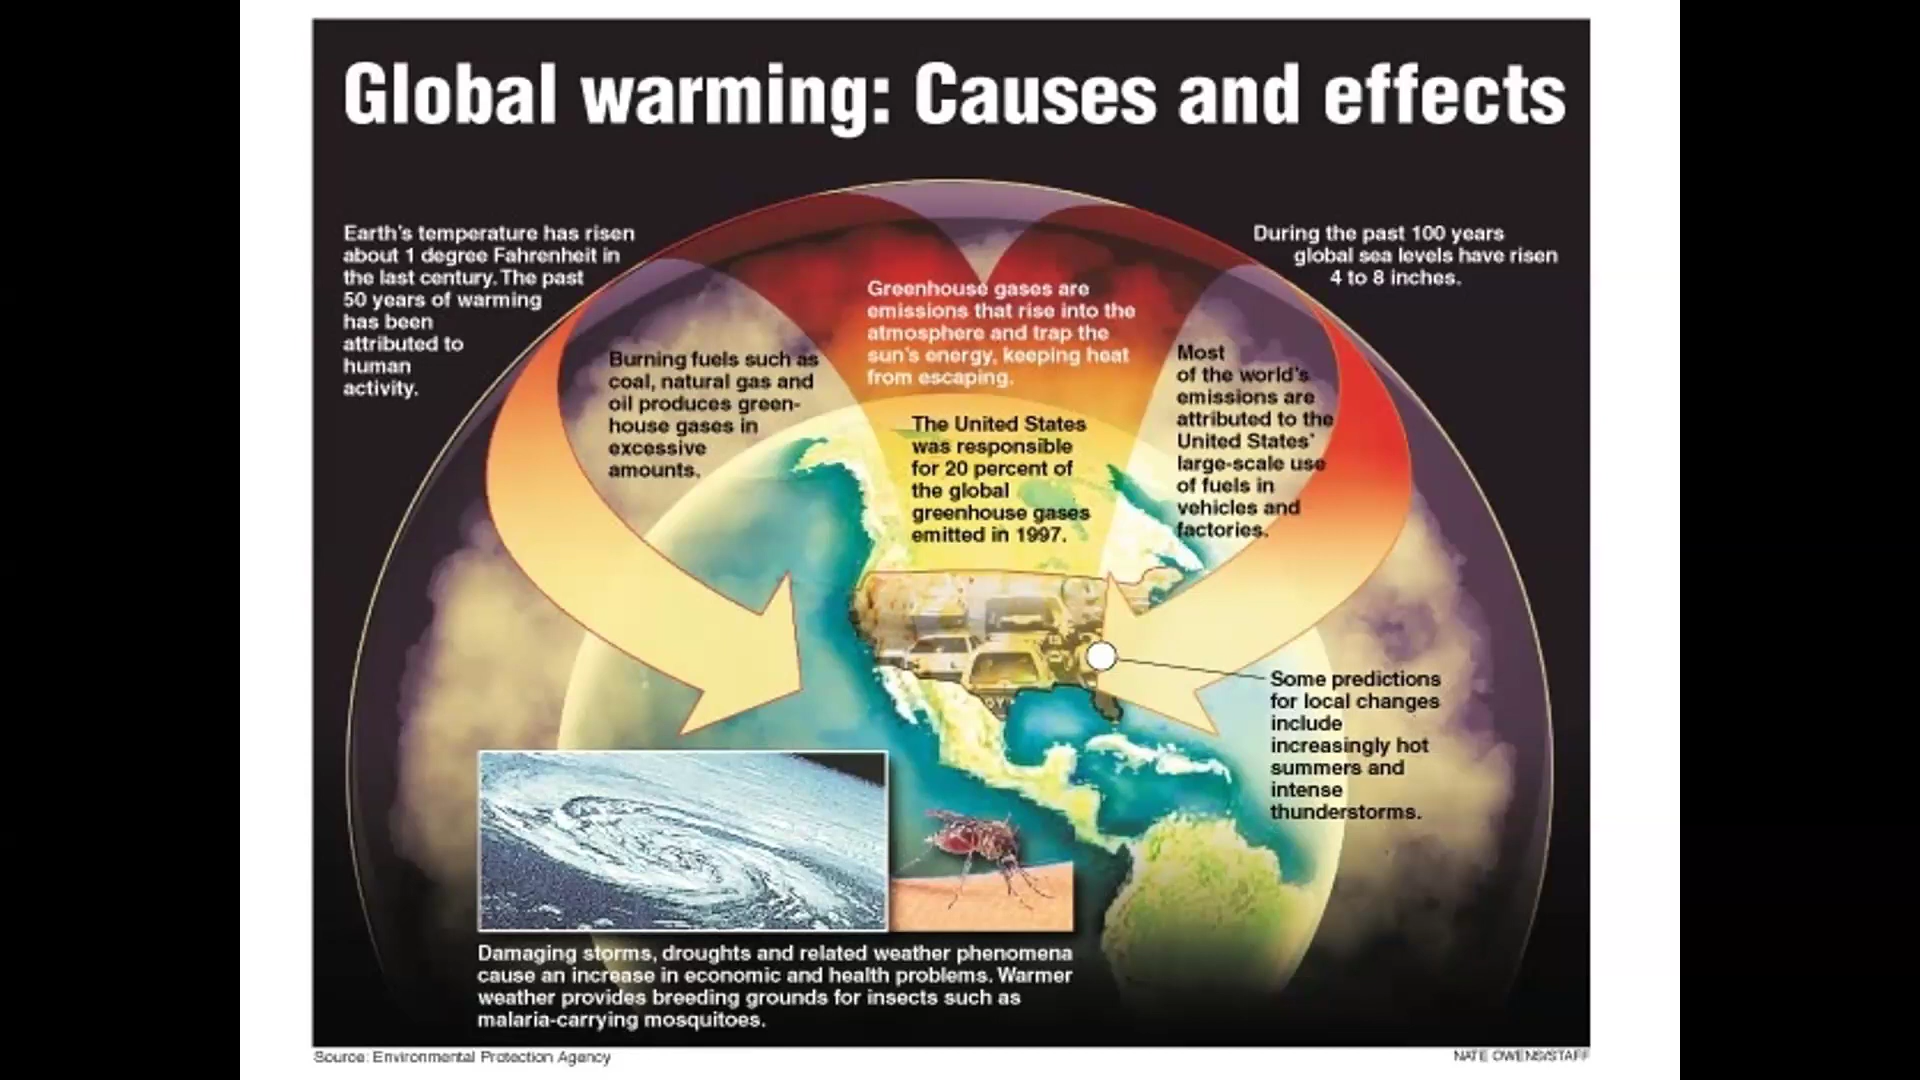 Global warming: Causes and effects
Earth's temperature has risen
about 1 degree Fahrenheit in
the last century. The past
50 years of warming
has been
attributed to
human
activity.
Burning fuels such as
coal, natural gas and
oil produces green-
house gases in
excessive
amounts.
Greenhouse gases are
emissions that rise into the
atmosphere and trap the
sun's energy, keeping heat
from escaping.
The United States
was responsible
for 20 percent of
the global
greenhouse gases
emitted in 1997.
Most
of the world's
emissions are
attributed to the
United States'
large-scale use
of fuels in
vehicles and
factories.
During the past 100 years
global sea levels have risen
4 to 8 inches.
Some predictions
for local changes
include
increasingly hot
summers and
intense
thunderstorms.
Damaging storms, droughts and related weather phenomena
cause an increase in economic and health problems. Warmer
weather provides breeding grounds for insects such as
malaria-carrying mosquitoes.
Source: Environmental Protection Agency
NATE OWENS/STAFF